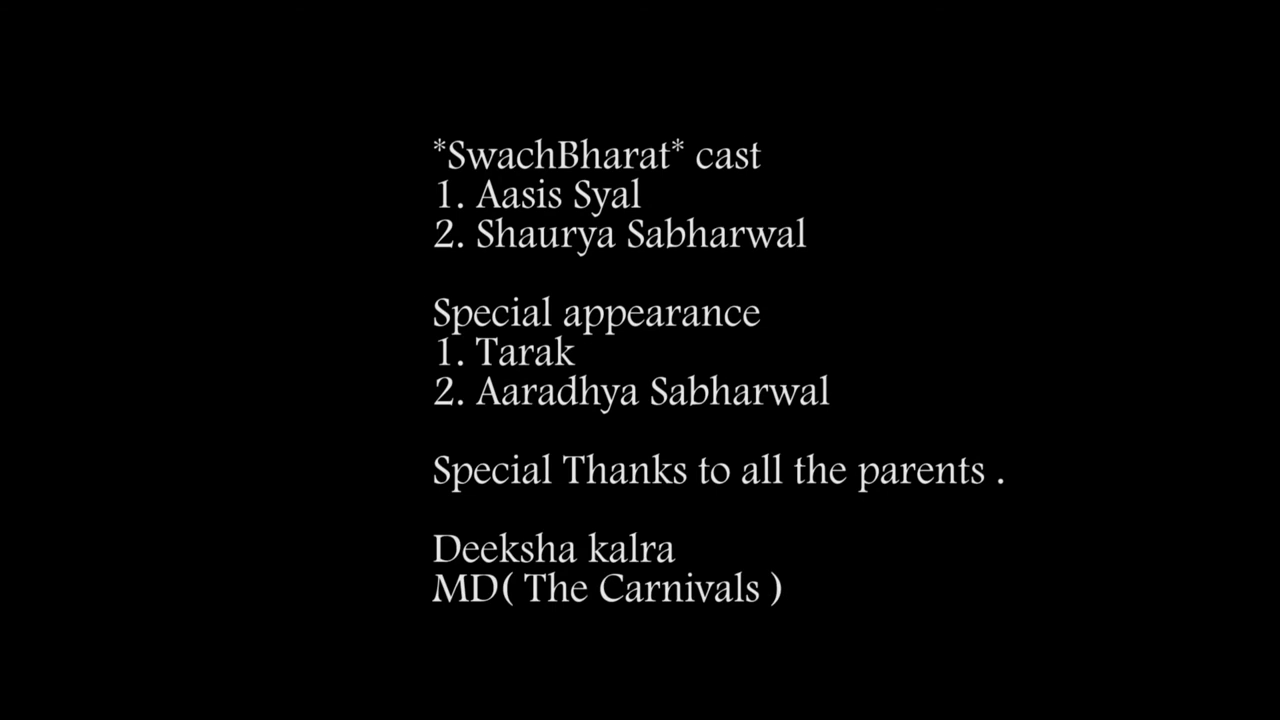 *SwachBharat* cast
1. Aasis Syal
2. Shaurya Sabharwal
Special appearance
1. Tarak
2. Aaradhya Sabharwal
Special Thanks to all the parents .
Deeksha kalra
MD( The Carnivals )